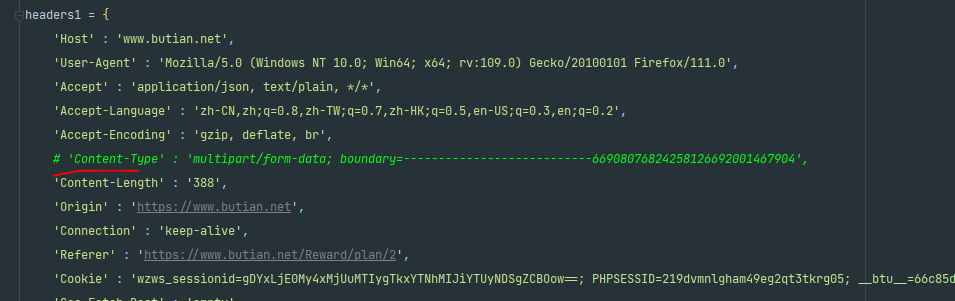 headers1 = {
'Host' : 'www.butian.net',
'User-Agent' : 'Mozilla/5.0 (Windows NT 10.0; Win64; x64; rv:109.0) Gecko/20100101 Firefox/111.0',
'Accept' : 'application/json, text/plain, */*',
'Accept-Language' : 'zh-CN,zh;q=0.8,zh-TW;q=0.7,zh-HK;q=0.5,en-US;q=0.3,en;q=0.2',
'Accept-Encoding' : 'gzip, deflate, br',
# 'Content-Type' : 'multipart/form-data; boundary=---------------------------66908076824258126692001467904',
'Content-Length' : '388',
'Origin' : 'https://www.butian.net',
'Connection' : 'keep-alive',
'Referer' : 'https://www.butian.net/Reward/plan/2',
'Cookie' : 'wzws_sessionid=gDYxLjE0My4xMjUuMTIygTkxYTNhMIJiYTUyNDSgZCBOow==; PHPSESSID=219dvmnlgham49eg2qt3tkrg05; __btu__=66c85d